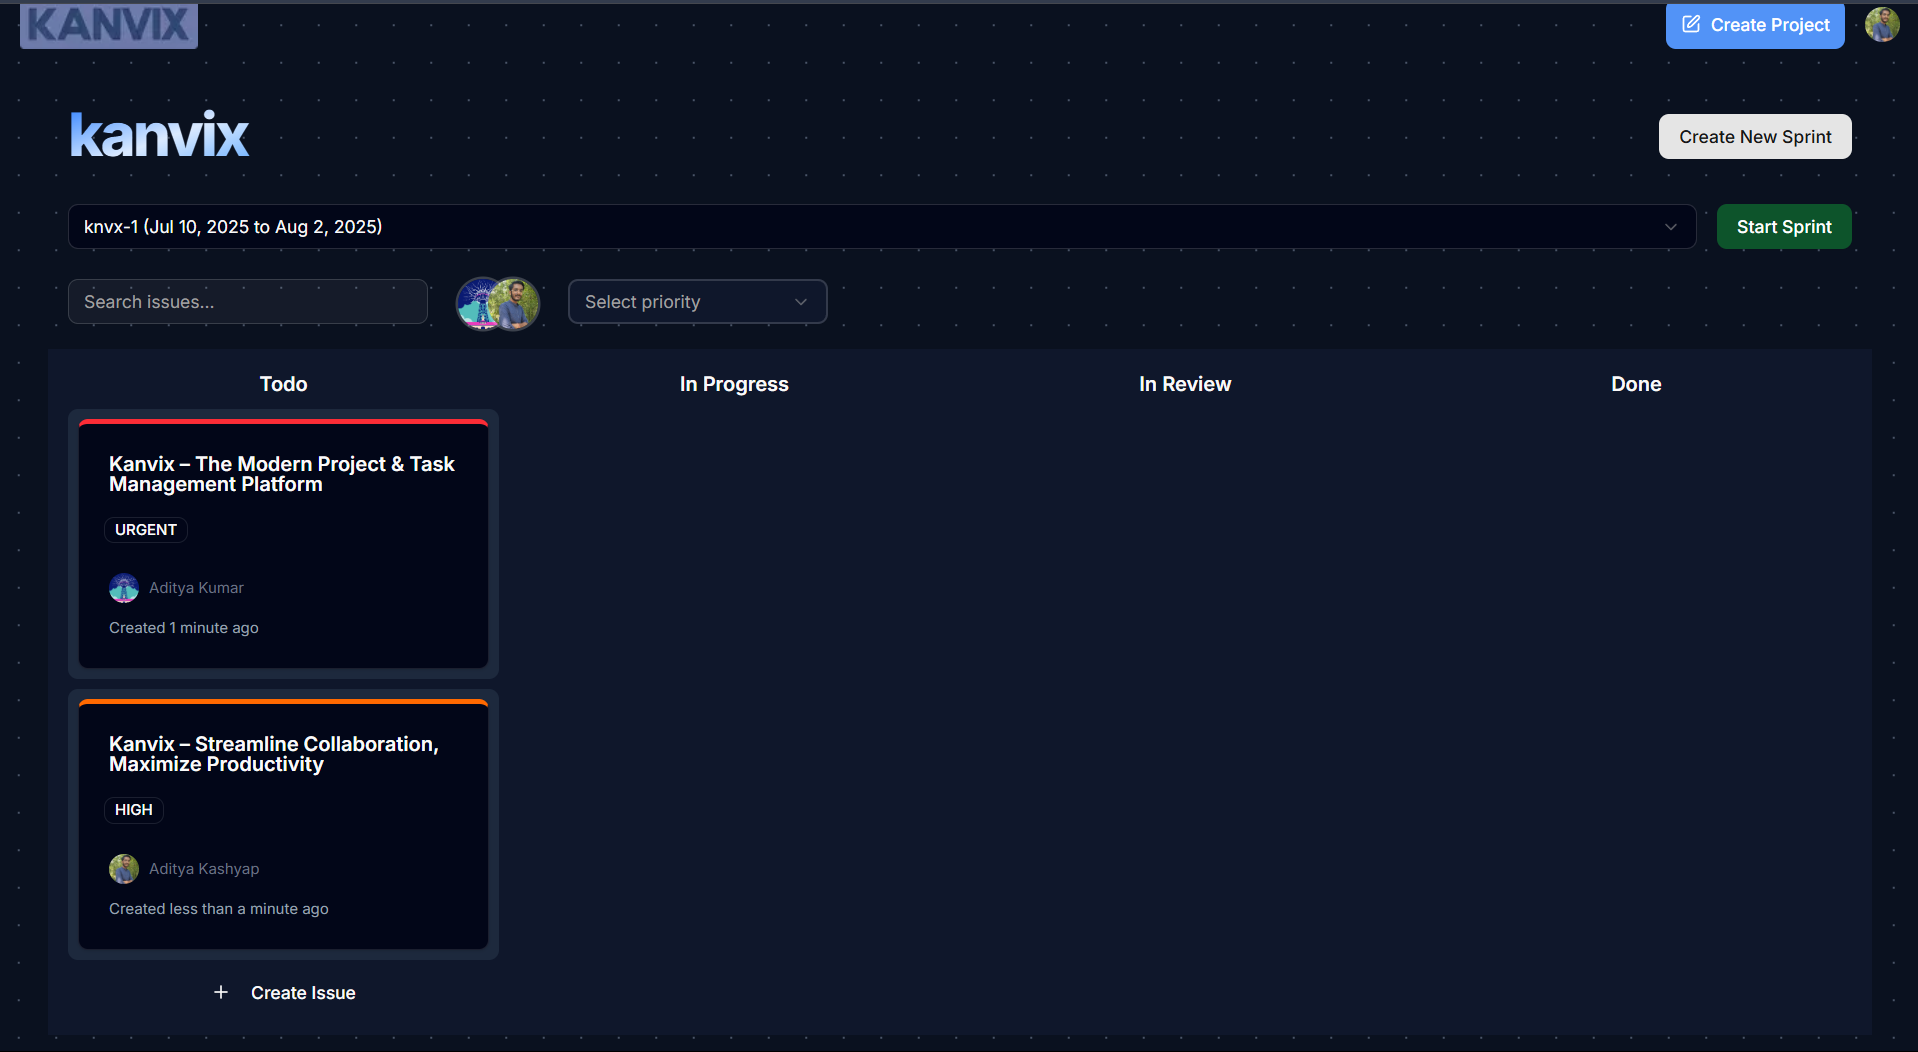 KANVIX
Create Project
kanvix
Create New Sprint
knvx-1 (Jul 10, 2025 to Aug 2, 2025)
Start Sprint
Search issues...
Select priority
Todo
In Progress
In Review
Done
Kanvix – The Modern Project & Task
Management Platform
URGENT
Aditya Kumar
Created 1 minute ago
Kanvix – Streamline Collaboration,
Maximize Productivity
HIGH
Aditya Kashyap
Created less than a minute ago
+ Create Issue